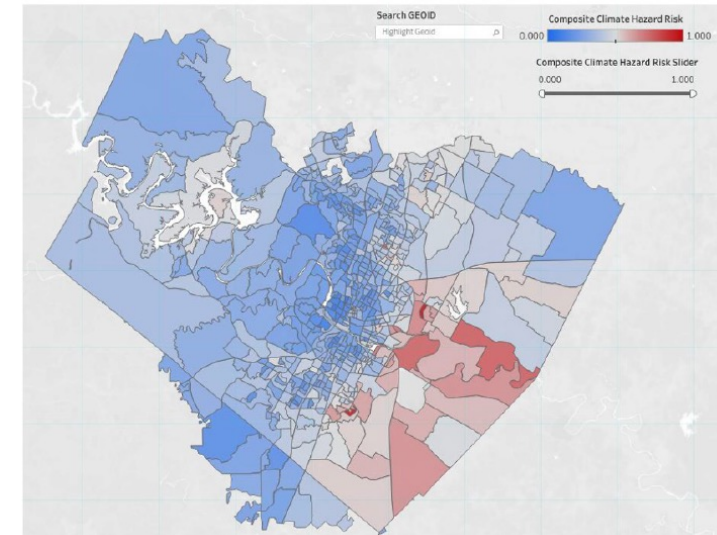 Search GEOID
Highlight Geoid
Composite Climate Hazard Risk
0.000 1.000
Composite Climate Hazard Risk Slider
0.000 1.000